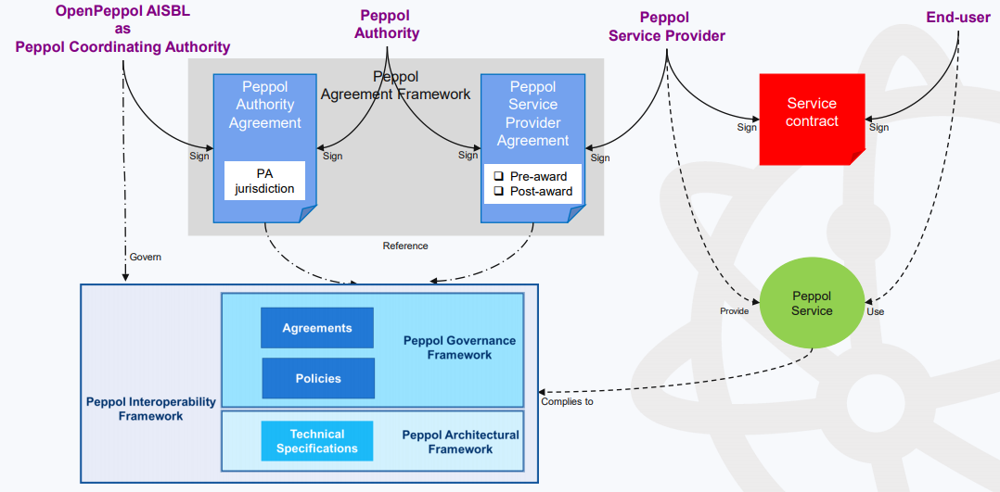 OpenPeppol AISBL
as
Peppol Coordinating Authority
Peppol
Authority
Peppol
Service Provider
End-user
Peppol
Agreement Framework
Peppol
Authority
Agreement
PA
jurisdiction
Peppol
Service
Provider
Agreement
Pre-award
Post-award
Service
contract
Sign
Sign
Sign
Sign
Sign
Sign
Reference
Govern
Peppol
Service
Provide
Use
Complies to
Peppol Interoperability
Framework
Agreements
Policies
Peppol Governance
Framework
Technical
Specifications
Peppol Architectural
Framework